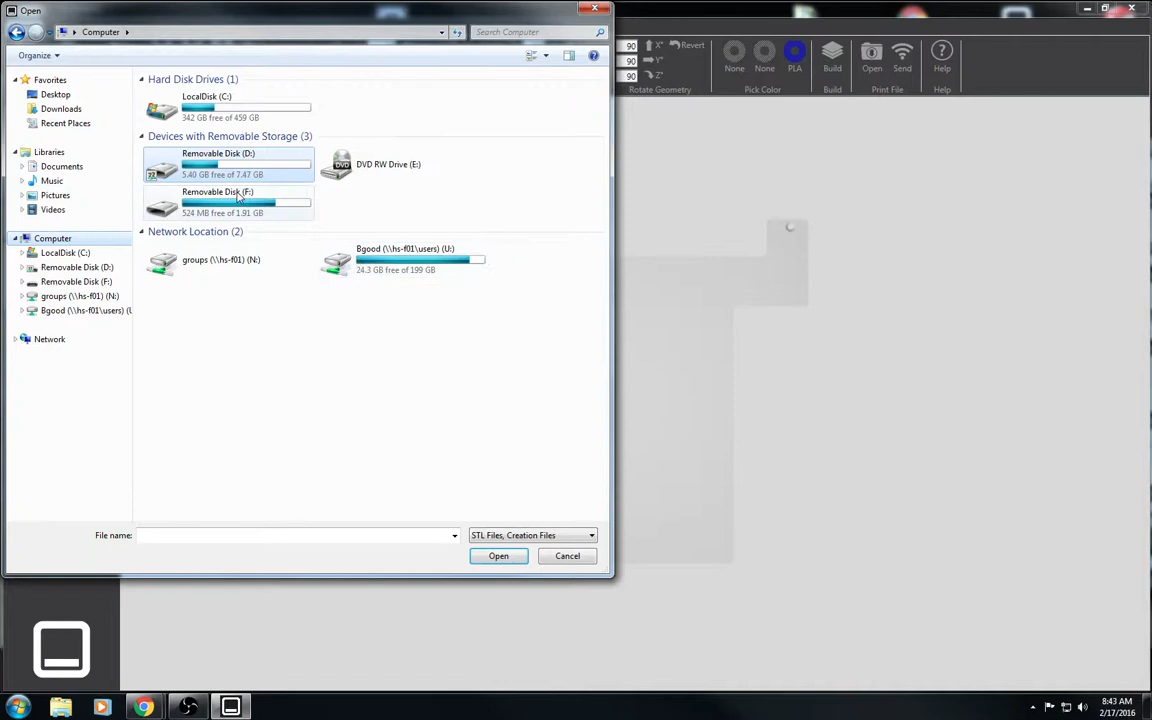 Open
Computer
Search Computer
Organize
Favorites
Desktop
Downloads
Recent Places
Libraries
Documents
Music
Pictures
Videos
Computer
LocalDisk (C:)
Removable Disk (D:)
Removable Disk (F:)
groups (\\hs-f01) (N:)
Bgood (\\hs-f01\users) (U
Network
Hard Disk Drives (1)
LocalDisk (C:)
342 GB free of 459 GB
Devices with Removable Storage (3)
Removable Disk (D:)
5.40 GB free of 7.47 GB
DVD RW Drive (E:)
Removable Disk (F:)
524 MB free of 1.91 GB
Network Location (2)
groups (\\hs-f01) (N:)
Bgood (\\hs-f01\users) (U:)
24.3 GB free of 199 GB
File name:
STL Files, Creation Files
Open
Cancel
90 X° Revert
90 Y°
90 Z°
Rotate Geometry
None
None
PLA
Pick Color
Build
Build
Open
Send
Print File
Help
Help
8:43 AM
2/17/2016